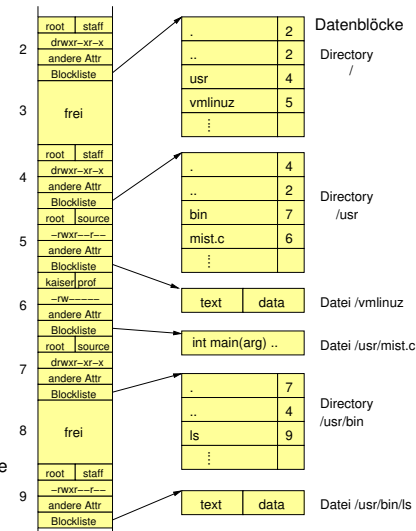 Datenblöcke
2
root staff
drwxr-xr-x
andere Attr
Blockliste
3
frei
4
root staff
drwxr-xr-x
andere Attr
Blockliste
5
root source
-rwxr--r--
andere Attr
Blockliste
6
kaiser prof
-rw-----
andere Attr
Blockliste
7
root source
drwxr-xr-x
andere Attr
Blockliste
8
frei
e
9
root staff
-rwxr--r--
andere Attr
Blockliste
. 2
.. 2
usr 4
vmlinuz 5
⋮
Directory
/
. 4
.. 2
bin 7
mist.c 6
⋮
Directory
/usr
text data
Datei /vmlinuz
int main(arg) ..
Datei /usr/mist.c
. 7
.. 4
ls 9
⋮
Directory
/usr/bin
text data
Datei /usr/bin/ls